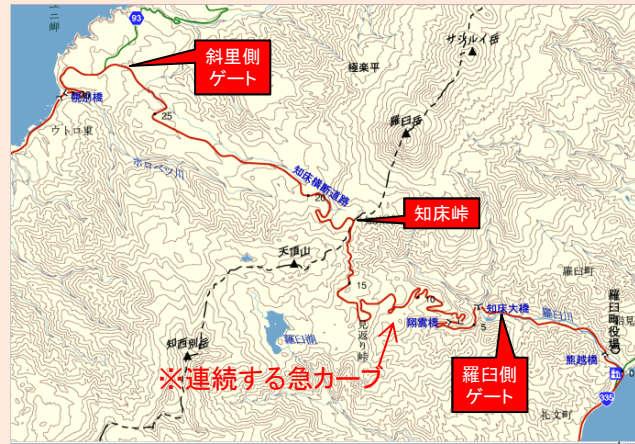 93
サシルイ岳
斜里側
ゲート
極楽平
幌別橋
羅臼岳
ウトロ東
25
ホロベツ川
知床横断道路
20
知床峠
天頂山
15
羅臼町
10
知床大橋
羅臼川
翔雲橋
5
見返り峠
羅臼湖
羅臼町役場
熊越橋
知西別岳
※連続する急カーブ
羅臼側
ゲート
335
礼文町
0